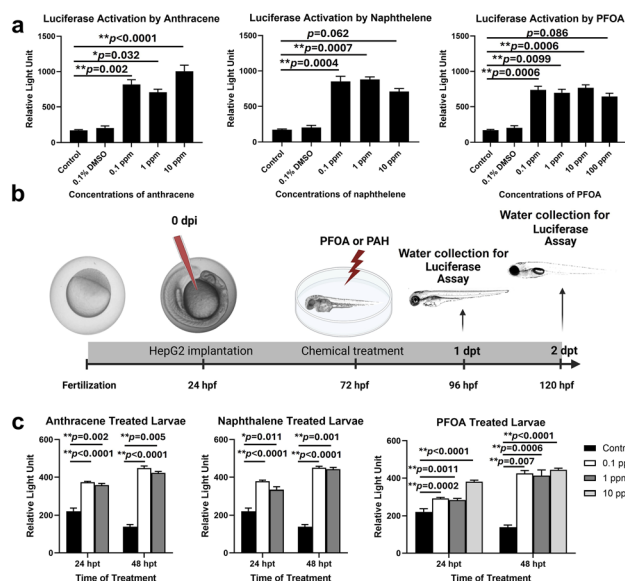 a
Luciferase Activation by Anthracene
**p<0.0001
*p=0.032
**p=0.002
Relative Light Unit
1500
1000
500
0
Control
0.1% DMSO
0.1 ppm
1 ppm
10 ppm
Concentrations of anthracene
Luciferase Activation by Naphthelene
p=0.062
**p=0.0007
**p=0.0004
Relative Light Unit
1500
1000
500
0
Control
0.1% DMSO
0.1 ppm
1 ppm
10 ppm
Concentrations of naphthelene
Luciferase Activation by PFOA
p=0.086
**p=0.0006
**p=0.0099
**p=0.0006
Relative Light Unit
1500
1000
500
0
Control
0.1% DMSO
0.1 ppm
1 ppm
10 ppm
100 ppm
Concentrations of PFOA
b
0 dpi
PFOA or PAH
Water collection for
Luciferase
Assay
Water collection for
Luciferase
Assay
HepG2 implantation
Chemical treatment
1 dpt
2 dpt
Fertilization
24 hpf
72 hpf
96 hpf
120 hpf
c
Anthracene Treated Larvae
**p=0.002
**p=0.005
**p<0.0001
**p<0.0001
Relative Light Unit
600
400
200
0
24 hpt
48 hpt
Time of Treatment
Naphthalene Treated Larvae
*p=0.011
**p=0.001
**p<0.0001
**p<0.0001
Relative Light Unit
600
400
200
0
24 hpt
48 hpt
Time of Treatment
PFOA Treated Larvae
**p<0.0001
**p<0.0001
**p=0.0006
**p=0.0011
**p=0.007
**p=0.0002
Relative Light Unit
600
400
200
0
24 hpt
48 hpt
Time of Treatment
Contr
0.1 pp
1 ppm
10 pp